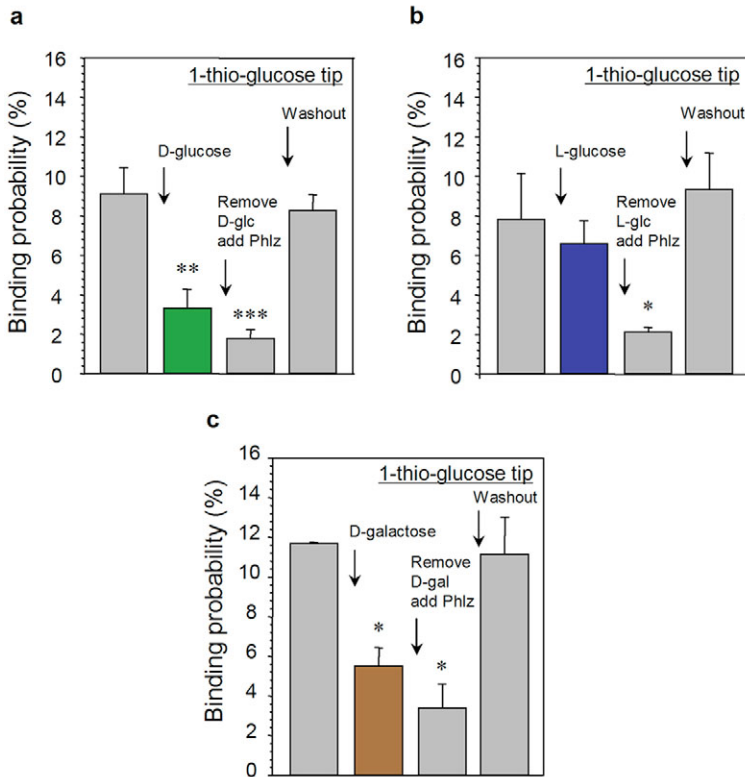 a
Binding probability (%)
16
14
12
10
8
6
4
2
0
1-thio-glucose tip
Washout
D-glucose
Remove
D-glc
add Phlz
**
***
b
Binding probability (%)
16
14
12
10
8
6
4
2
0
1-thio-glucose tip
Washout
L-glucose
Remove
L-glc
add Phlz
*
c
Binding probability (%)
16
14
12
10
8
6
4
2
0
1-thio-glucose tip
Washout
D-galactose
Remove
D-gal
add Phlz
*
*